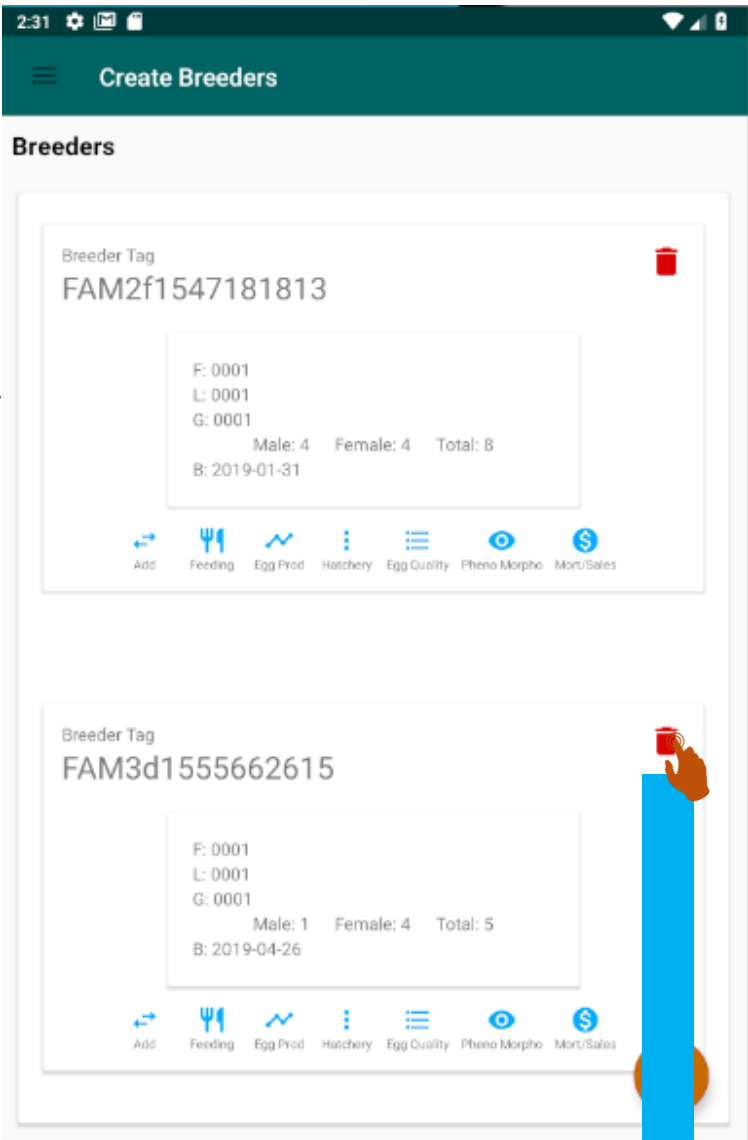 2:31
Create Breeders
Breeders
Breeder Tag
FAM2f1547181813
F: 0001
L: 0001
G: 0001
Male: 4 Female: 4 Total: 8
B: 2019-01-31
Add Feeding Egg Prod Hatchery Egg Quality Pheno Morpho Mort/Sales
Breeder Tag
FAM3d1555662615
F: 0001
L: 0001
G: 0001
Male: 1 Female: 4 Total: 5
B: 2019-04-26
Add Feeding Egg Prod Hatchery Egg Quality Pheno Morpho Mort/Sales